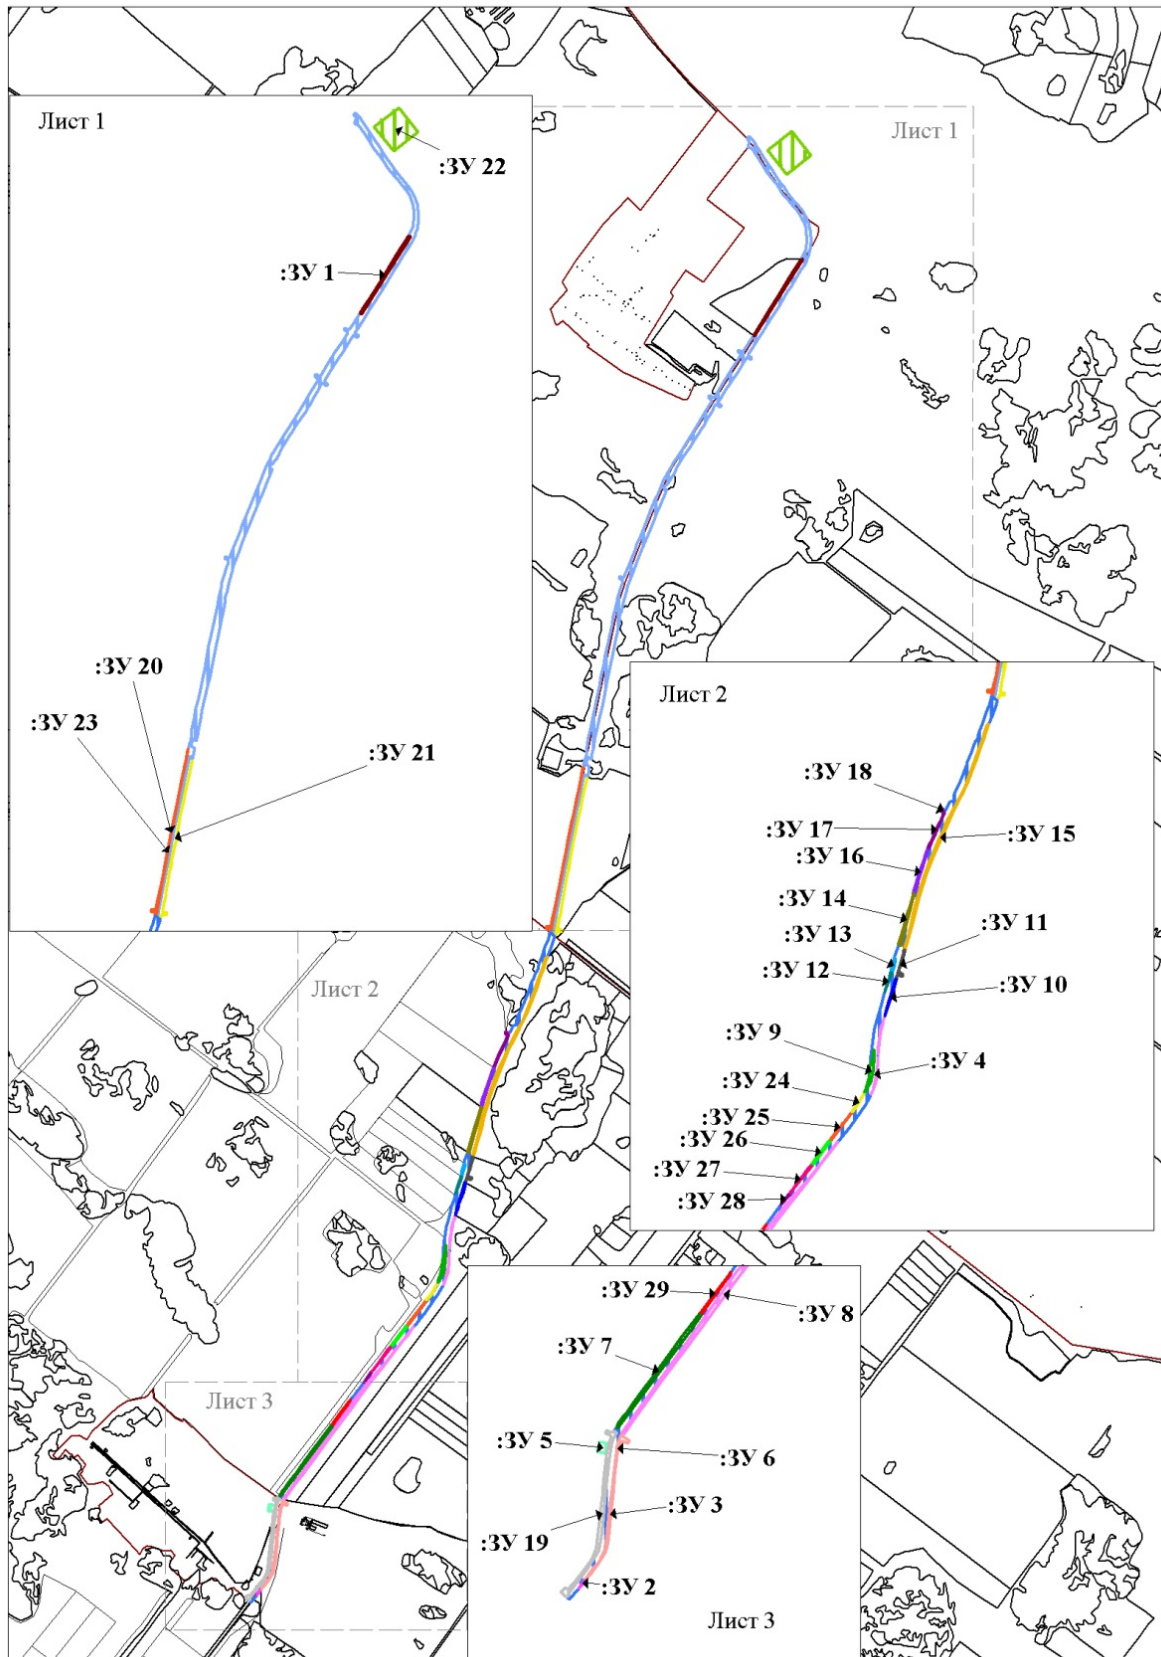 Лист 1
:ЗУ 22
:ЗУ 1
:ЗУ 20
:ЗУ 23
:ЗУ 21
Лист 1
Лист 2
:ЗУ 18
:ЗУ 17
:ЗУ 15
:ЗУ 16
:ЗУ 14
:ЗУ 11
:ЗУ 13
:ЗУ 12
:ЗУ 10
:ЗУ 9
:ЗУ 4
:ЗУ 24
:ЗУ 25
:ЗУ 26
:ЗУ 27
:ЗУ 28
Лист 2
Лист 3
:ЗУ 29
:ЗУ 8
:ЗУ 7
:ЗУ 5
:ЗУ 6
:ЗУ 3
:ЗУ 19
:ЗУ 2
Лист 3